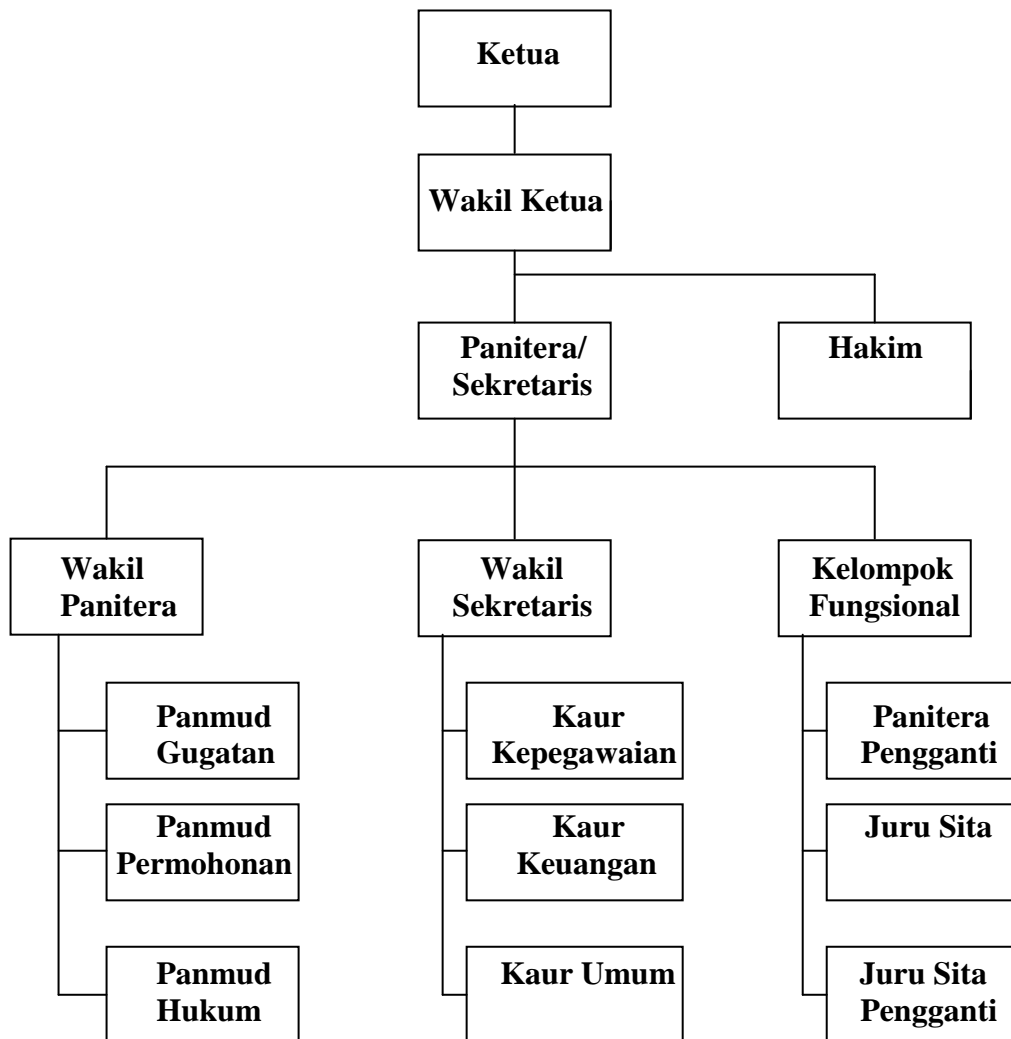 Ketua
Wakil Ketua
Panitera/
Sekretaris
Hakim
Wakil
Panitera
Wakil
Sekretaris
Kelompok
Fungsional
Panmud
Gugatan
Kaur
Kepegawaian
Panitera
Pengganti
Panmud
Permohonan
Kaur
Keuangan
Juru Sita
Panmud
Hukum
Kaur Umum
Juru Sita
Pengganti